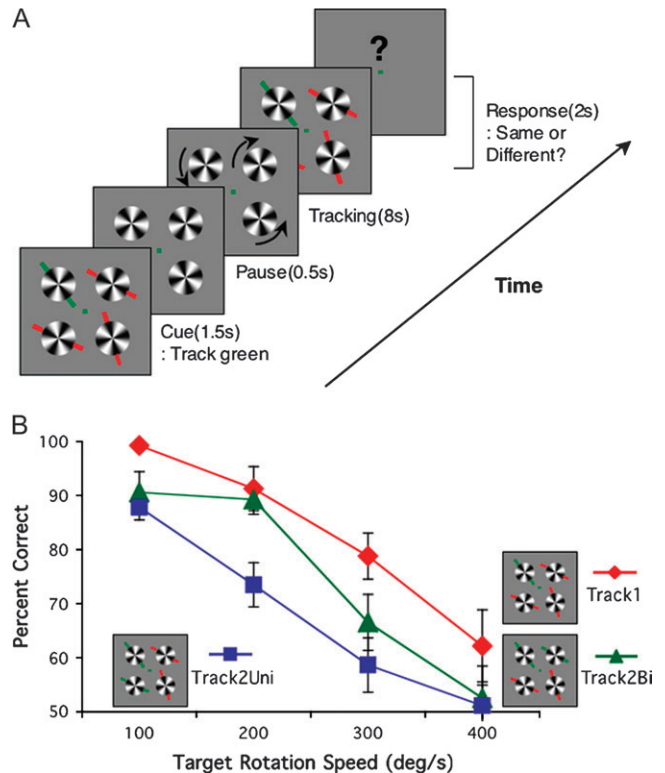 A
?
Response(2s)
: Same or
Different?
Tracking(8s)
Pause(0.5s)
Time
Cue(1.5s)
: Track green
B
100
90
80
70
60
50
Percent Correct
Track1
Track2Uni
Track2Bi
100
200
300
400
Target Rotation Speed (deg/s)